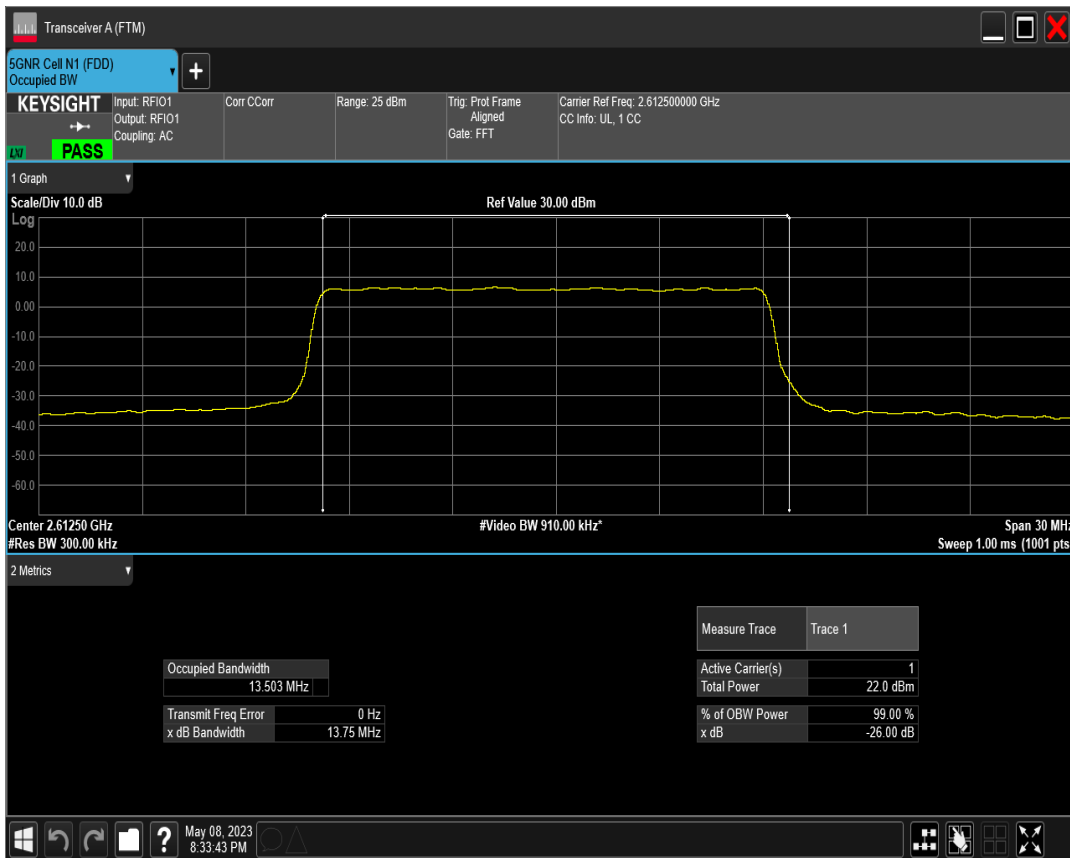 Transceiver A (FTM)
5GNR Cell N1 (FDD)
Occupied BW
KEYSIGHT
LXI
PASS
Input: RFIO1
Output: RFIO1
Coupling: AC
Corr CCorr
Range: 25 dBm
Trig: Prot Frame
Aligned
Gate: FFT
Carrier Ref Freq: 2.612500000 GHz
CC Info: UL, 1 CC
1 Graph
Scale/Div 10.0 dB
Ref Value 30.00 dBm
Log
20.0
10.0
0.00
-10.0
-20.0
-30.0
-40.0
-50.0
-60.0
Center 2.61250 GHz
#Video BW 910.00 kHz*
Span 30 MHz
#Res BW 300.00 kHz
Sweep 1.00 ms (1001 pts
2 Metrics
Measure Trace Trace 1
Occupied Bandwidth
13.503 MHz
Active Carrier(s) 1
Total Power 22.0 dBm
Transmit Freq Error 0 Hz
x dB Bandwidth 13.75 MHz
% of OBW Power 99.00 %
x dB -26.00 dB
?
May 08, 2023
8:33:43 PM